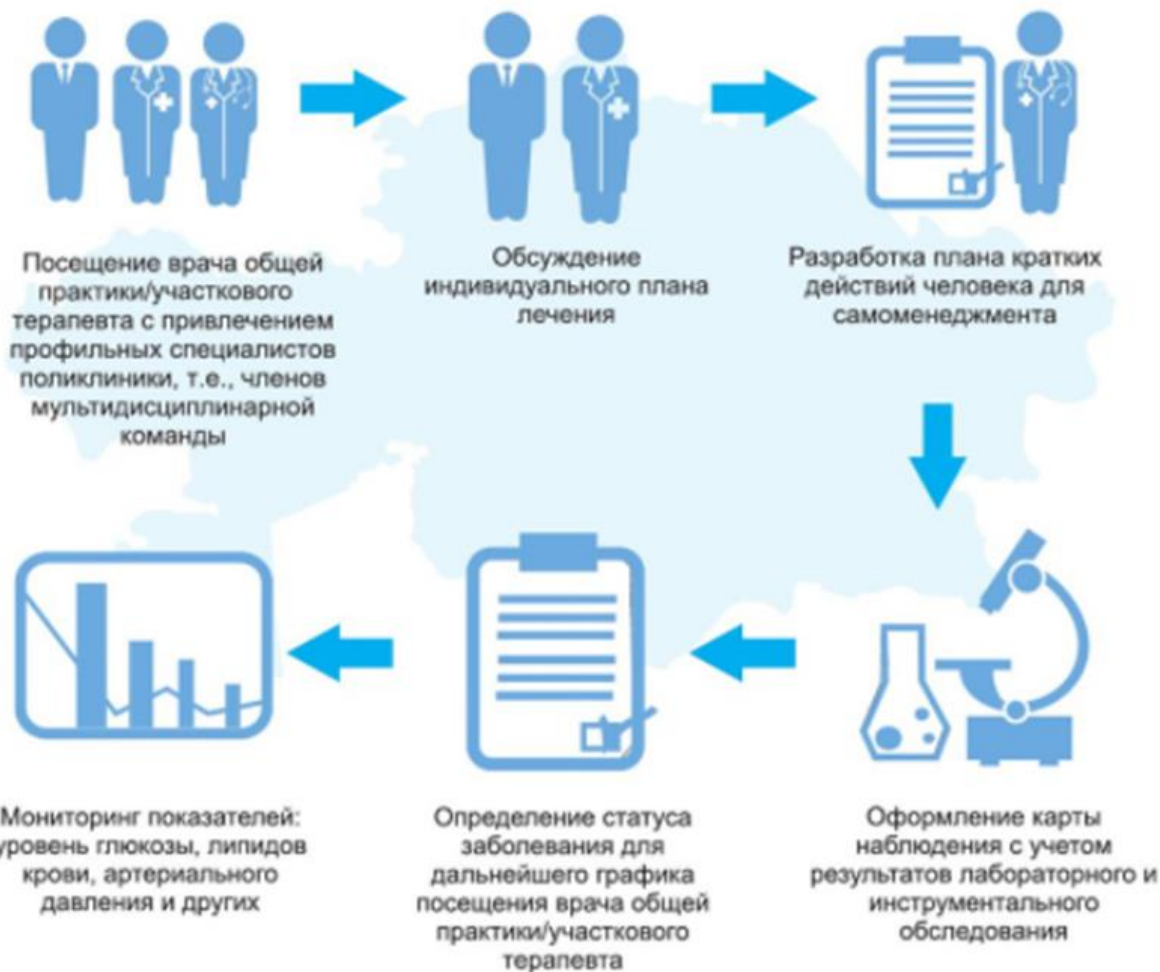 Посещение врача общей
практики/участкового
терапевта с привлечением
профильных специалистов
поликлиники, т.е., членов
мультидисциплинарной
команды
Обсуждение
индивидуального плана
лечения
Разработка плана кратких
действий человека для
самоменеджмента
Мониторинг показателей:
уровень глюкозы, липидов
крови, артериального
давления и других
Определение статуса
заболевания для
дальнейшего графика
посещения врача общей
практики/участкового
терапевта
Оформление карты
наблюдения с учетом
результатов лабораторного и
инструментального
обследования